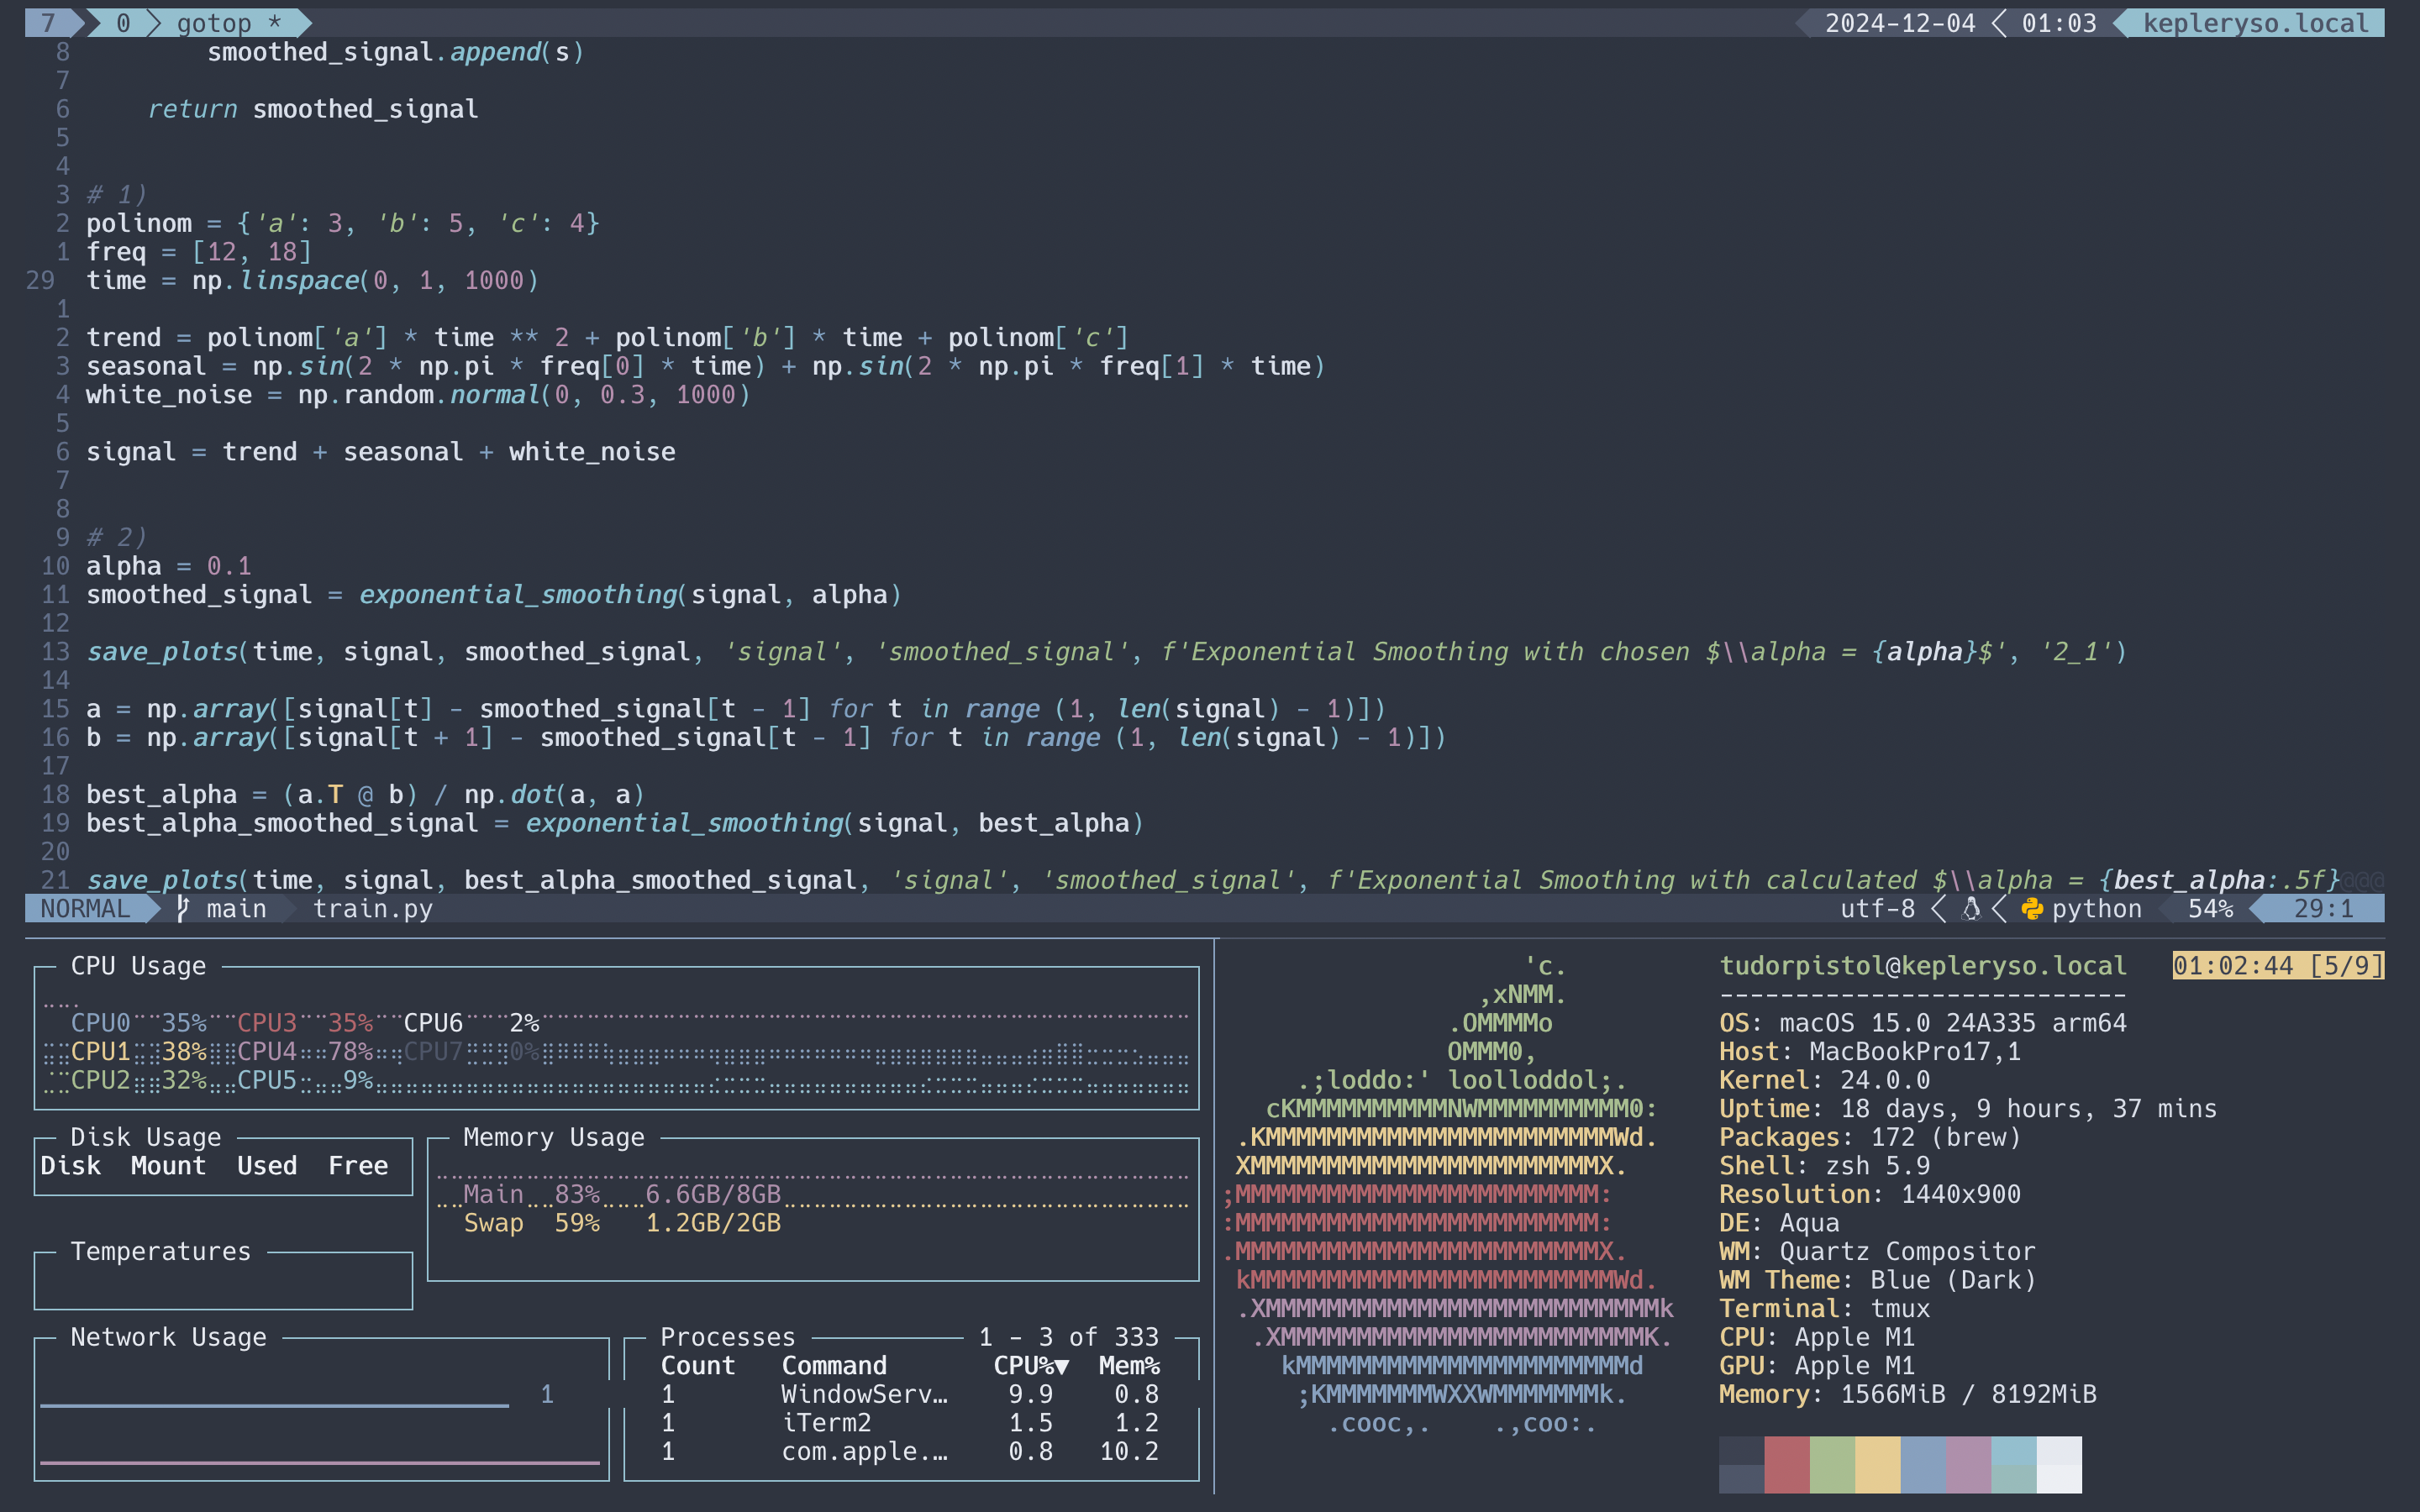 7 0 gotop * 2024-12-04 01:03 kepleryso.local
8 smoothed_signal.append(s)
7
6 return smoothed_signal
5
4
3 # 1)
2 polinom = {'a': 3, 'b': 5, 'c': 4}
1 freq = [12, 18]
29 time = np.linspace(0, 1, 1000)
1
2 trend = polinom['a'] * time ** 2 + polinom['b'] * time + polinom['c']
3 seasonal = np.sin(2 * np.pi * freq[0] * time) + np.sin(2 * np.pi * freq[1] * time)
4 white_noise = np.random.normal(0, 0.3, 1000)
5
6 signal = trend + seasonal + white_noise
7
8
9 # 2)
10 alpha = 0.1
11 smoothed_signal = exponential_smoothing(signal, alpha)
12
13 save_plots(time, signal, smoothed_signal, 'signal', 'smoothed_signal', f'Exponential Smoothing with chosen $\\alpha = {alpha}$', '2_1')
14
15 a = np.array([signal[t] - smoothed_signal[t - 1] for t in range (1, len(signal) - 1)])
16 b = np.array([signal[t + 1] - smoothed_signal[t - 1] for t in range (1, len(signal) - 1)])
17
18 best_alpha = (a.T @ b) / np.dot(a, a)
19 best_alpha_smoothed_signal = exponential_smoothing(signal, best_alpha)
20
21 save_plots(time, signal, best_alpha_smoothed_signal, 'signal', 'smoothed_signal', f'Exponential Smoothing with calculated $\\alpha = {best_alpha:.5f}@@@
NORMAL main train.py utf-8 python 54% 29:1
CPU Usage
CPU0 35% CPU3 35% CPU6 2%
CPU1 38% CPU4 78% CPU7 0%
CPU2 32% CPU5 9%
Disk Usage
Disk Mount Used Free
Memory Usage
Main 83% 6.6GB/8GB
Swap 59% 1.2GB/2GB
Temperatures
Network Usage
1
Processes 1 - 3 of 333
Count Command CPU%▼ Mem%
1 WindowServ… 9.9 0.8
1 iTerm2 1.5 1.2
1 com.apple.… 0.8 10.2
'c.
,xNMM.
.OMMMMo
OMMM0,
.;loddo:' loolloddol;.
cKMMMMMMMMMMNWMMMMMMMMMM0:
.KMMMMMMMMMMMMMMMMMMMMMMMWd.
XMMMMMMMMMMMMMMMMMMMMMMMX.
;MMMMMMMMMMMMMMMMMMMMMMMM:
:MMMMMMMMMMMMMMMMMMMMMMMM:
.MMMMMMMMMMMMMMMMMMMMMMMMX.
kMMMMMMMMMMMMMMMMMMMMMMMMWd.
.XMMMMMMMMMMMMMMMMMMMMMMMMMMk
.XMMMMMMMMMMMMMMMMMMMMMMMMK.
kMMMMMMMMMMMMMMMMMMMMMMd
;KMMMMMMMWXXWMMMMMMMk.
.cooc,. .,coo:.
tudorpistol@kepleryso.local 01:02:44 [5/9]
---------------------------
OS: macOS 15.0 24A335 arm64
Host: MacBookPro17,1
Kernel: 24.0.0
Uptime: 18 days, 9 hours, 37 mins
Packages: 172 (brew)
Shell: zsh 5.9
Resolution: 1440x900
DE: Aqua
WM: Quartz Compositor
WM Theme: Blue (Dark)
Terminal: tmux
CPU: Apple M1
GPU: Apple M1
Memory: 1566MiB / 8192MiB